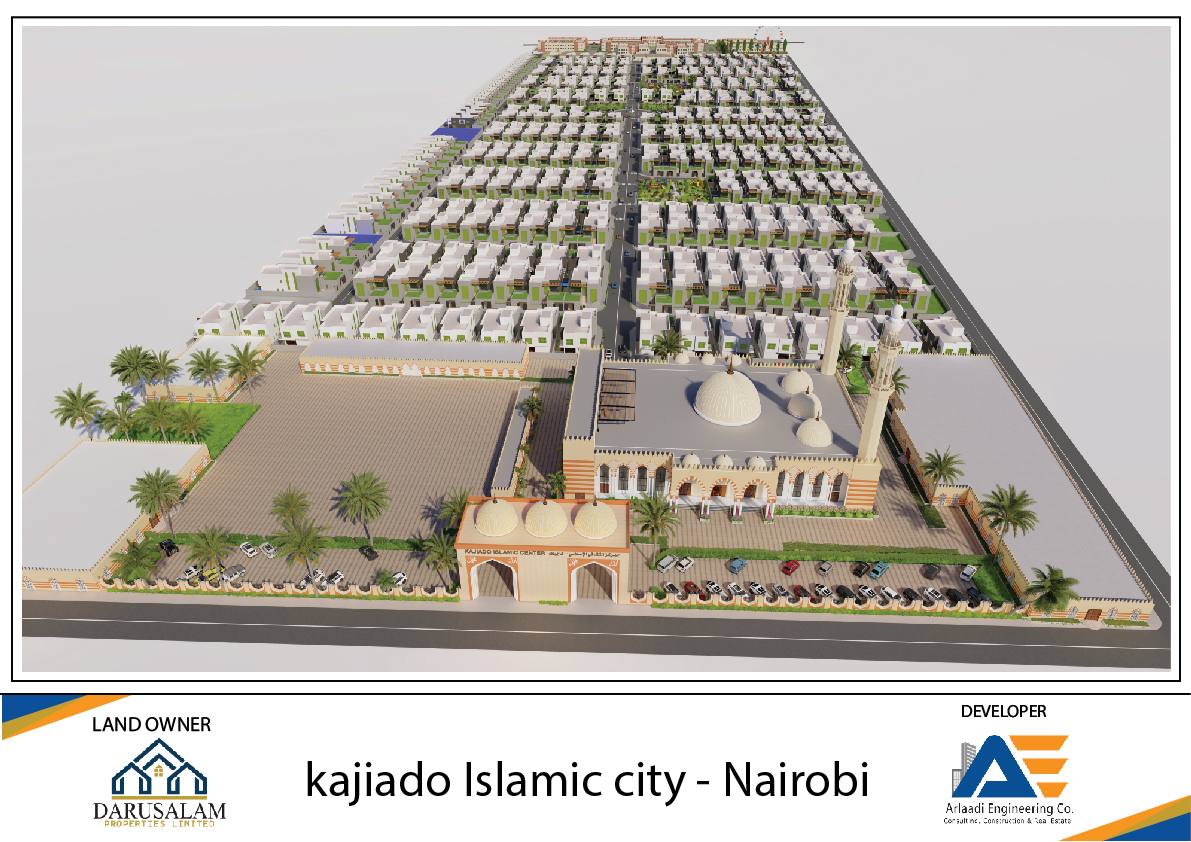 KAJIADO ISLAMIC CENTER
LAND OWNER
DARUSALAM
PROPERTIES LIMITED
kajiado Islamic city - Nairobi
DEVELOPER
Arlaadi Engineering Co.
Consulting, Construction & Real Estate